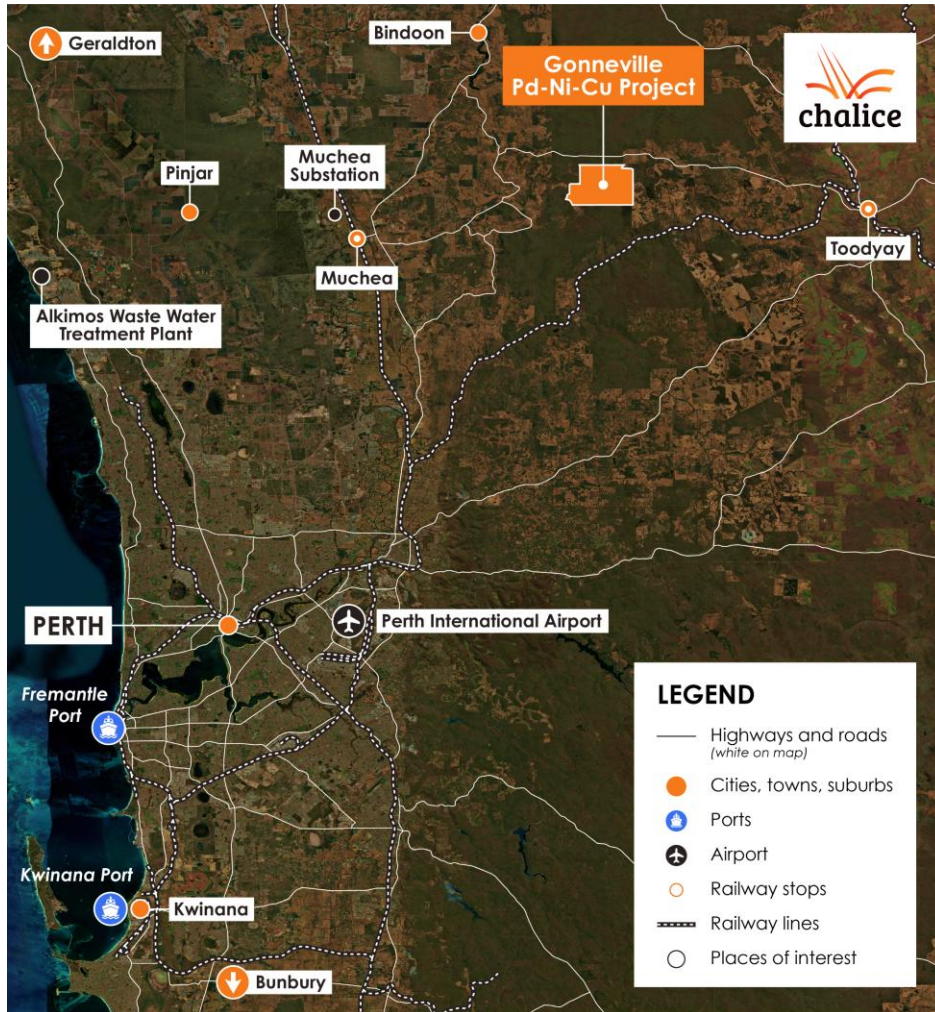 Geraldton
Bindoon
Gonneville
Pd-Ni-Cu Project
chalice
Pinjar
Muchea
Substation
Muchea
Toodyay
Alkimos Waste Water
Treatment Plant
PERTH
Perth International Airport
Fremantle
Port
Kwinana Port
Kwinana
Bunbury
LEGEND
Highways and roads
(white on map)
Cities, towns, suburbs
Ports
Airport
Railway stops
Railway lines
Places of interest